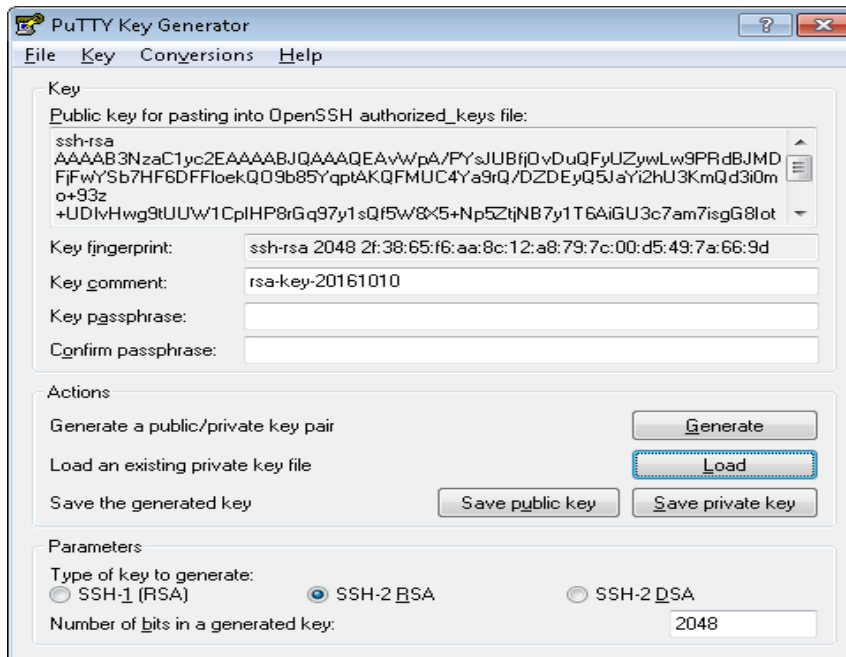 PuTTY Key Generator
File Key Conversions Help
Key
Public key for pasting into OpenSSH authorized_keys file:
ssh-rsa
AAAAB3NzaC1yc2EAAAABJQAAAQEAvWpA/PYsJUBfjOvDuQFyUZywLw9PRdBJMD
FjFwYSb7HF6DFFloekQO9b85YqptAKQFMUC4Ya9rQ/DZDEyQ5JaYi2hU3KmQd3i0m
o+93z
+UDIvHwg9tUUW1CpIHP8rGq97y1sQf5W8X5+Np5ZtjNB7y1T6AiGU3c7am7isgG8Iot
Key fingerprint: ssh-rsa 2048 2f:38:65:f6:aa:8c:12:a8:79:7c:00:d5:49:7a:66:9d
Key comment: rsa-key-20161010
Key passphrase:
Confirm passphrase:
Actions
Generate a public/private key pair Generate
Load an existing private key file Load
Save the generated key Save public key Save private key
Parameters
Type of key to generate:
SSH-1 (RSA) SSH-2 RSA SSH-2 DSA
Number of bits in a generated key: 2048